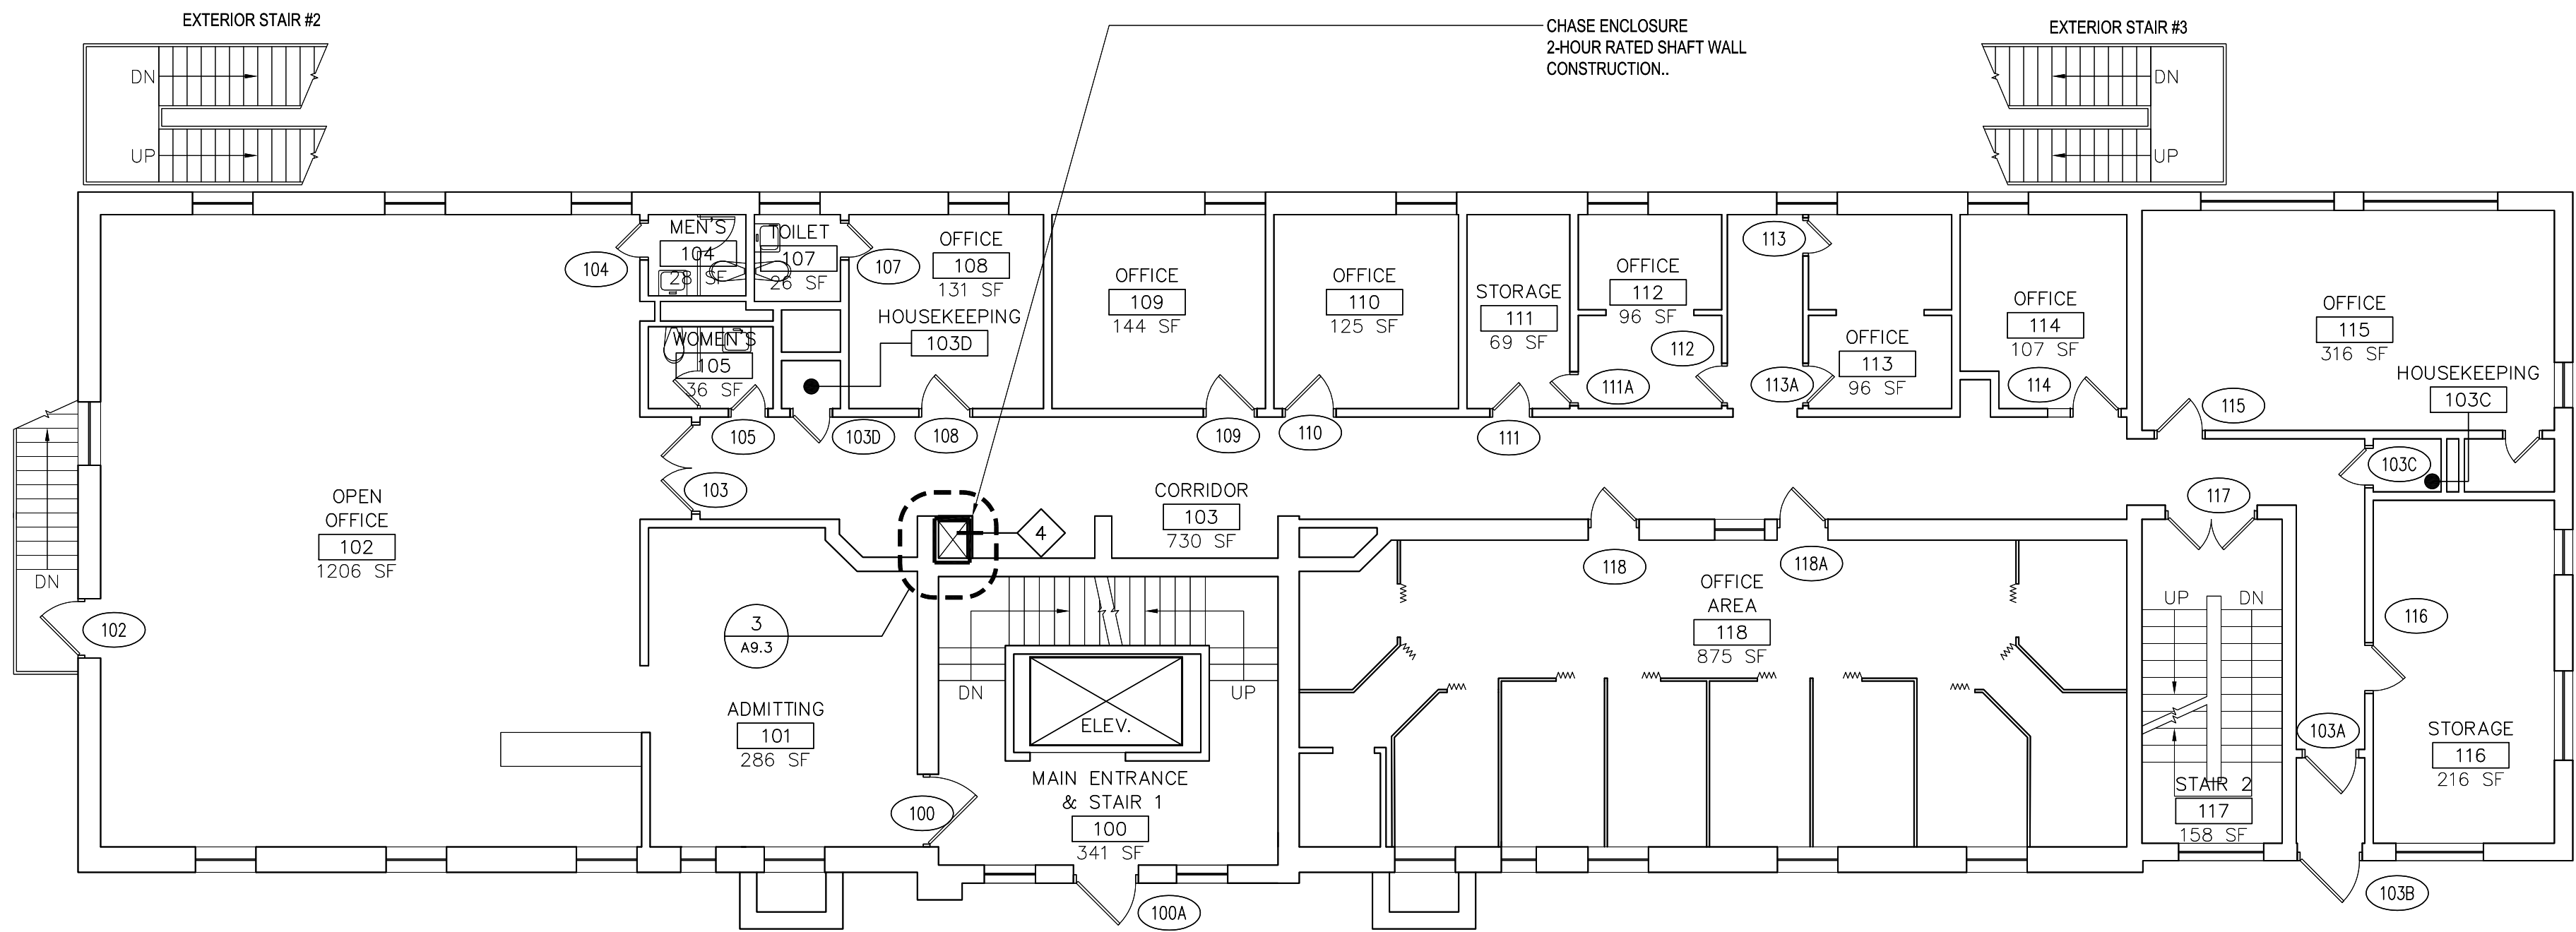 EXTERIOR STAIR #2
CHASE ENCLOSURE
2-HOUR RATED SHAFT WALL
CONSTRUCTION..
EXTERIOR STAIR #3
DN
UP
DN
UP
MEN'S
104
28 SF
104
TOILET
107
26 SF
107
OFFICE
108
131 SF
HOUSEKEEPING
103D
WOMEN'S
105
36 SF
OFFICE
109
144 SF
OFFICE
110
125 SF
STORAGE
111
69 SF
OFFICE
112
96 SF
112
111A
113
113A
OFFICE
113
96 SF
OFFICE
114
107 SF
114
OFFICE
115
316 SF
HOUSEKEEPING
103C
115
105
103D
108
109
110
111
103C
117
103
CORRIDOR
103
730 SF
4
OPEN
OFFICE
102
1206 SF
DN
102
118
118A
OFFICE
AREA
118
875 SF
UP
DN
116
3
A9.3
DN
UP
ELEV.
ADMITTING
101
286 SF
100
MAIN ENTRANCE
& STAIR 1
100
341 SF
100A
STAIR 2
117
158 SF
103A
STORAGE
116
216 SF
103B